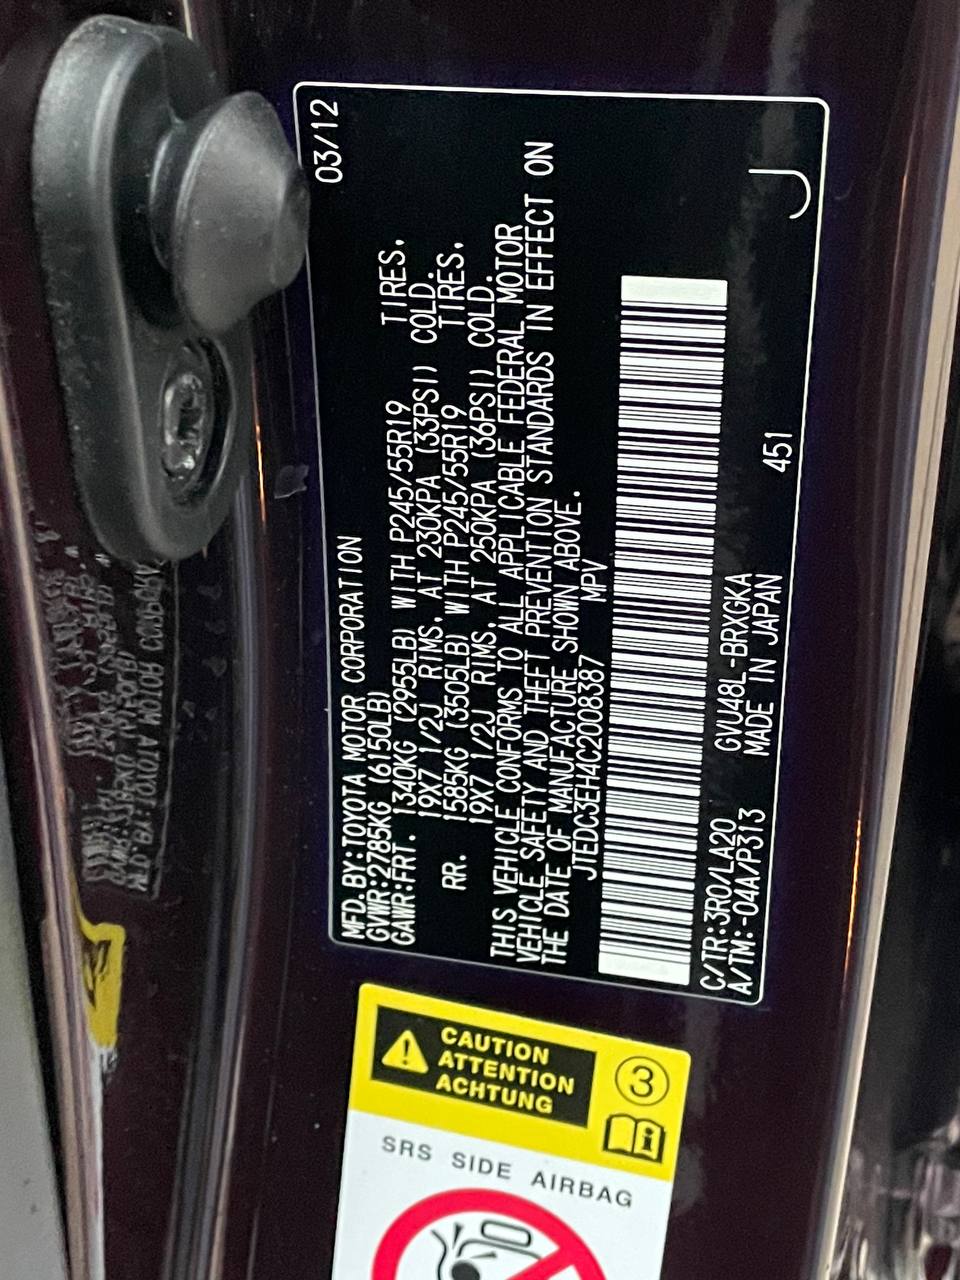 03/12
MFD.BY:TOYOTA MOTOR CORPORATION
GVWR:2785KG (6150LB)
GAWR:FRT. 1340KG (2955LB) WITH P245/55R19 TIRES.
19X7 1/2J RIMS, AT 230KPA (33PSI) COLD.
RR. 1585KG (3505LB) WITH P245/55R19 TIRES.
19X7 1/2J RIMS, AT 250KPA (36PSI) COLD.
THIS VEHICLE CONFORMS TO ALL APPLICABLE FEDERAL MOTOR
VEHICLE SAFETY AND THEFT PREVENTION STANDARDS IN EFFECT ON
THE DATE OF MANUFACTURE SHOWN ABOVE.
JTEDC3EH4C2008387 MPV
C/TR:3R0/LA20 GVU48L-BRXGKA 451
A/TM:-04A/P313 MADE IN JAPAN
J
CAUTION
ATTENTION
ACHTUNG
3
i
SRS SIDE AIRBAG